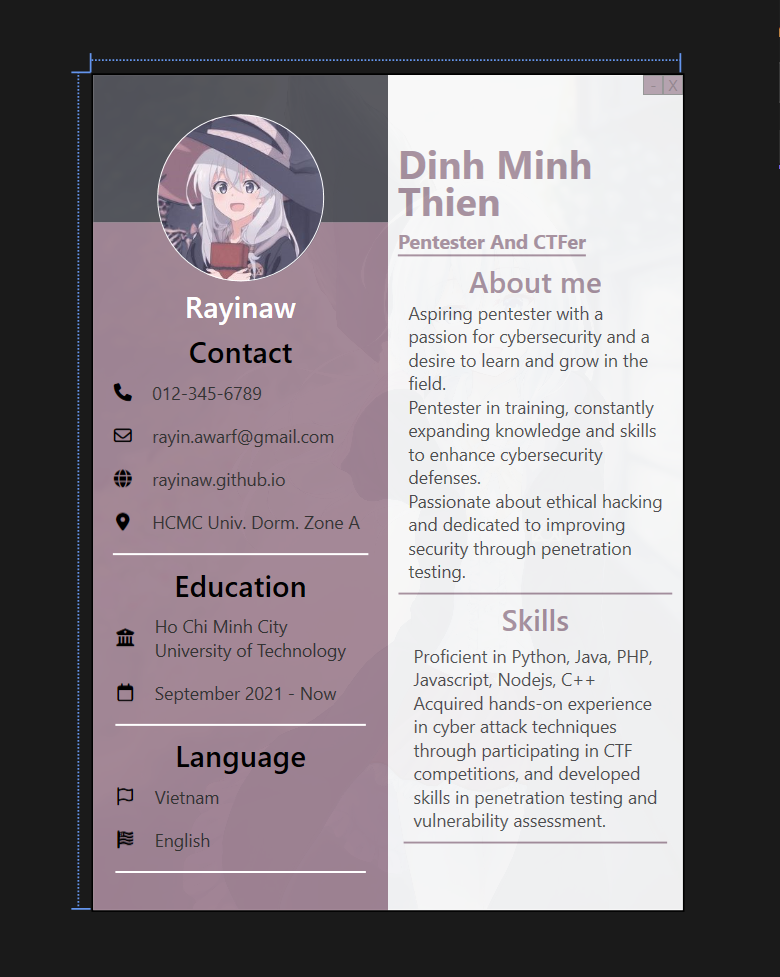 - X
Rayinaw
Contact
012-345-6789
rayin.awarf@gmail.com
rayinaw.github.io
HCMC Univ. Dorm. Zone A
Education
Ho Chi Minh City
University of Technology
September 2021 - Now
Language
Vietnam
English
Dinh Minh
Thien
Pentester And CTFer
About me
Aspiring pentester with a
passion for cybersecurity and a
desire to learn and grow in the
field.
Pentester in training, constantly
expanding knowledge and skills
to enhance cybersecurity
defenses.
Passionate about ethical hacking
and dedicated to improving
security through penetration
testing.
Skills
Proficient in Python, Java, PHP,
Javascript, Nodejs, C++
Acquired hands-on experience
in cyber attack techniques
through participating in CTF
competitions, and developed
skills in penetration testing and
vulnerability assessment.